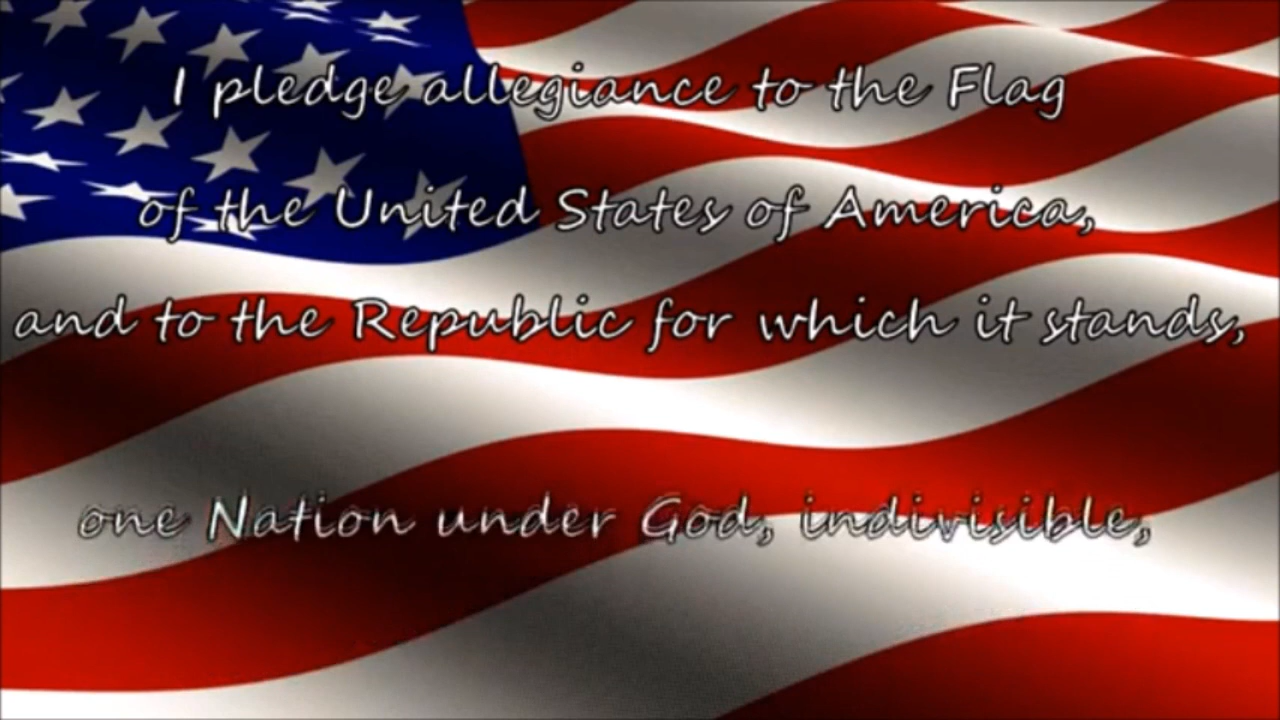 I pledge allegiance to the Flag
of the United States of America,
and to the Republic for which it stands,
one Nation under God, indivisible,